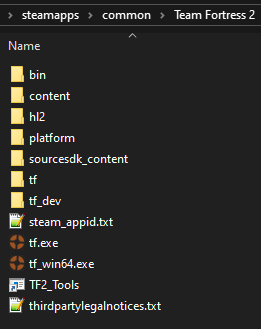 steamapps > common > Team Fortress 2
Name
bin
content
hl2
platform
sourcesdk_content
tf
tf_dev
steam_appid.txt
tf.exe
tf_win64.exe
TF2_Tools
thirdpartylegalnotices.txt